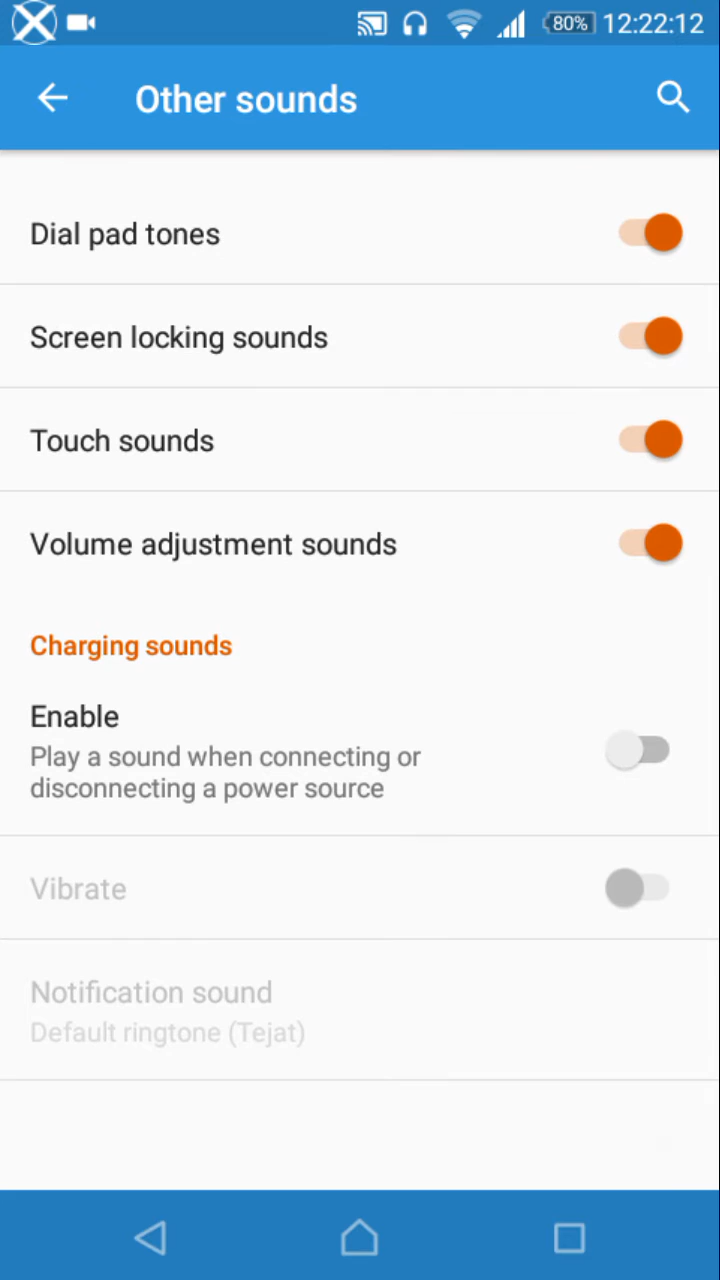 80% 12:22:12
Other sounds
Dial pad tones
Screen locking sounds
Touch sounds
Volume adjustment sounds
Charging sounds
Enable
Play a sound when connecting or
disconnecting a power source
Vibrate
Notification sound
Default ringtone (Tejat)